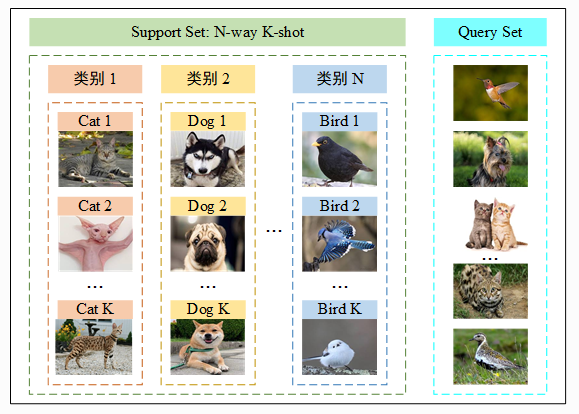 Support Set: N-way K-shot
Query Set
类别 1
类别 2
类别 N
Cat 1
Dog 1
Bird 1
Cat 2
Dog 2
Bird 2
...
...
...
...
...
Cat K
Dog K
Bird K